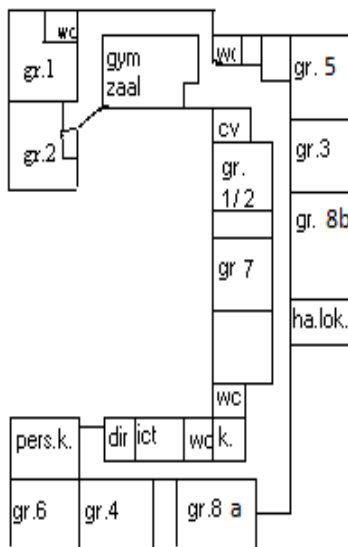 wc
gr.1
gym
zaal
wc
gr. 5
gr.2
cv
gr.3
gr.
1/2
gr. 8b
gr 7
ha.lok.
wc
pers.k.
dir
ict
wc
k.
gr.6
gr.4
gr.8 a